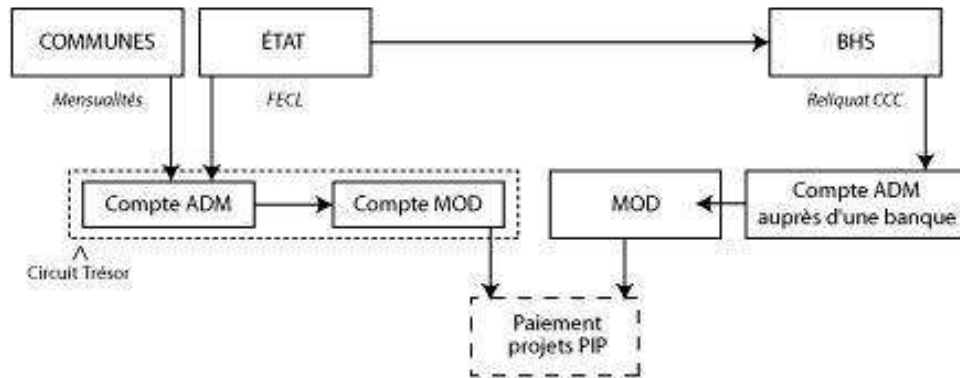 COMMUNES
ÉTAT
BHS
Mensualités
FECL
Reliquat CCC
Compte ADM
Compte MOD
MOD
Compte ADM
auprès d'une banque
Circuit Trésor
Paiement
projets PIP